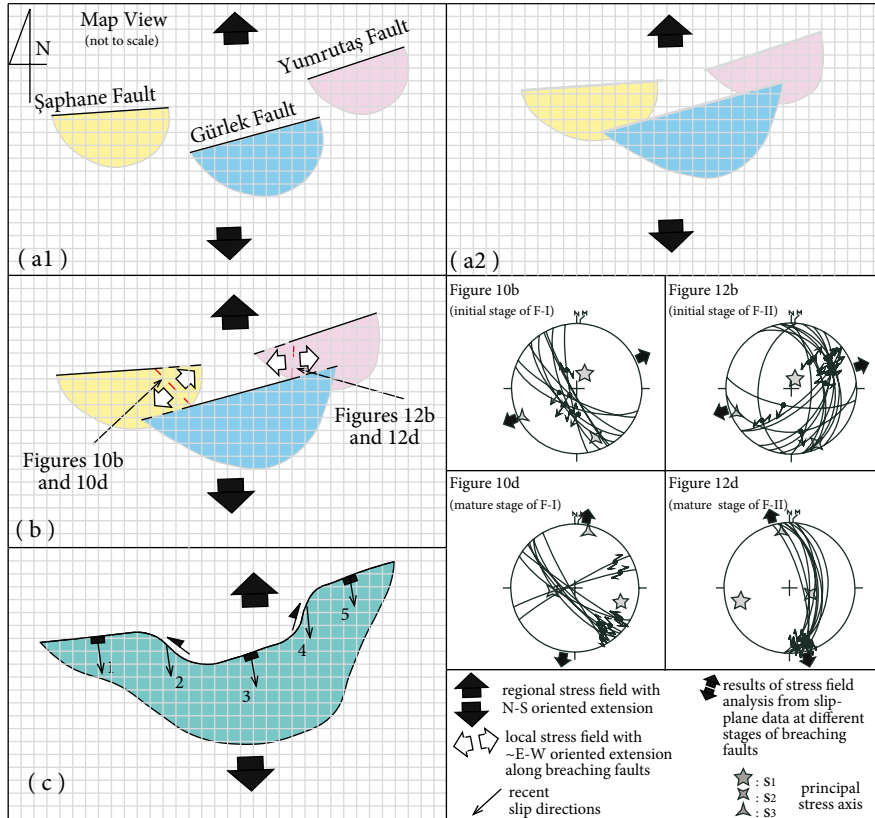 Map View
(not to scale)
N
Şaphane Fault
Gürlek Fault
Yumrutaş Fault
( a1 )
( a2 )
Figures 10b
and 10d
Figures 12b
and 12d
( b )
Figure 10b
(initial stage of F-I)
N
Figure 12b
(initial stage of F-II)
N
Figure 10d
(mature stage of F-I)
N
Figure 12d
(mature stage of F-II)
N
1
2
3
4
5
( c )
regional stress field with
N-S oriented extension
local stress field with
~E-W oriented extension
along breaching faults
recent
slip directions
results of stress field
analysis from slip-
plane data at different
stages of breaching
faults
: S1
: S2
: S3
principal
stress axis